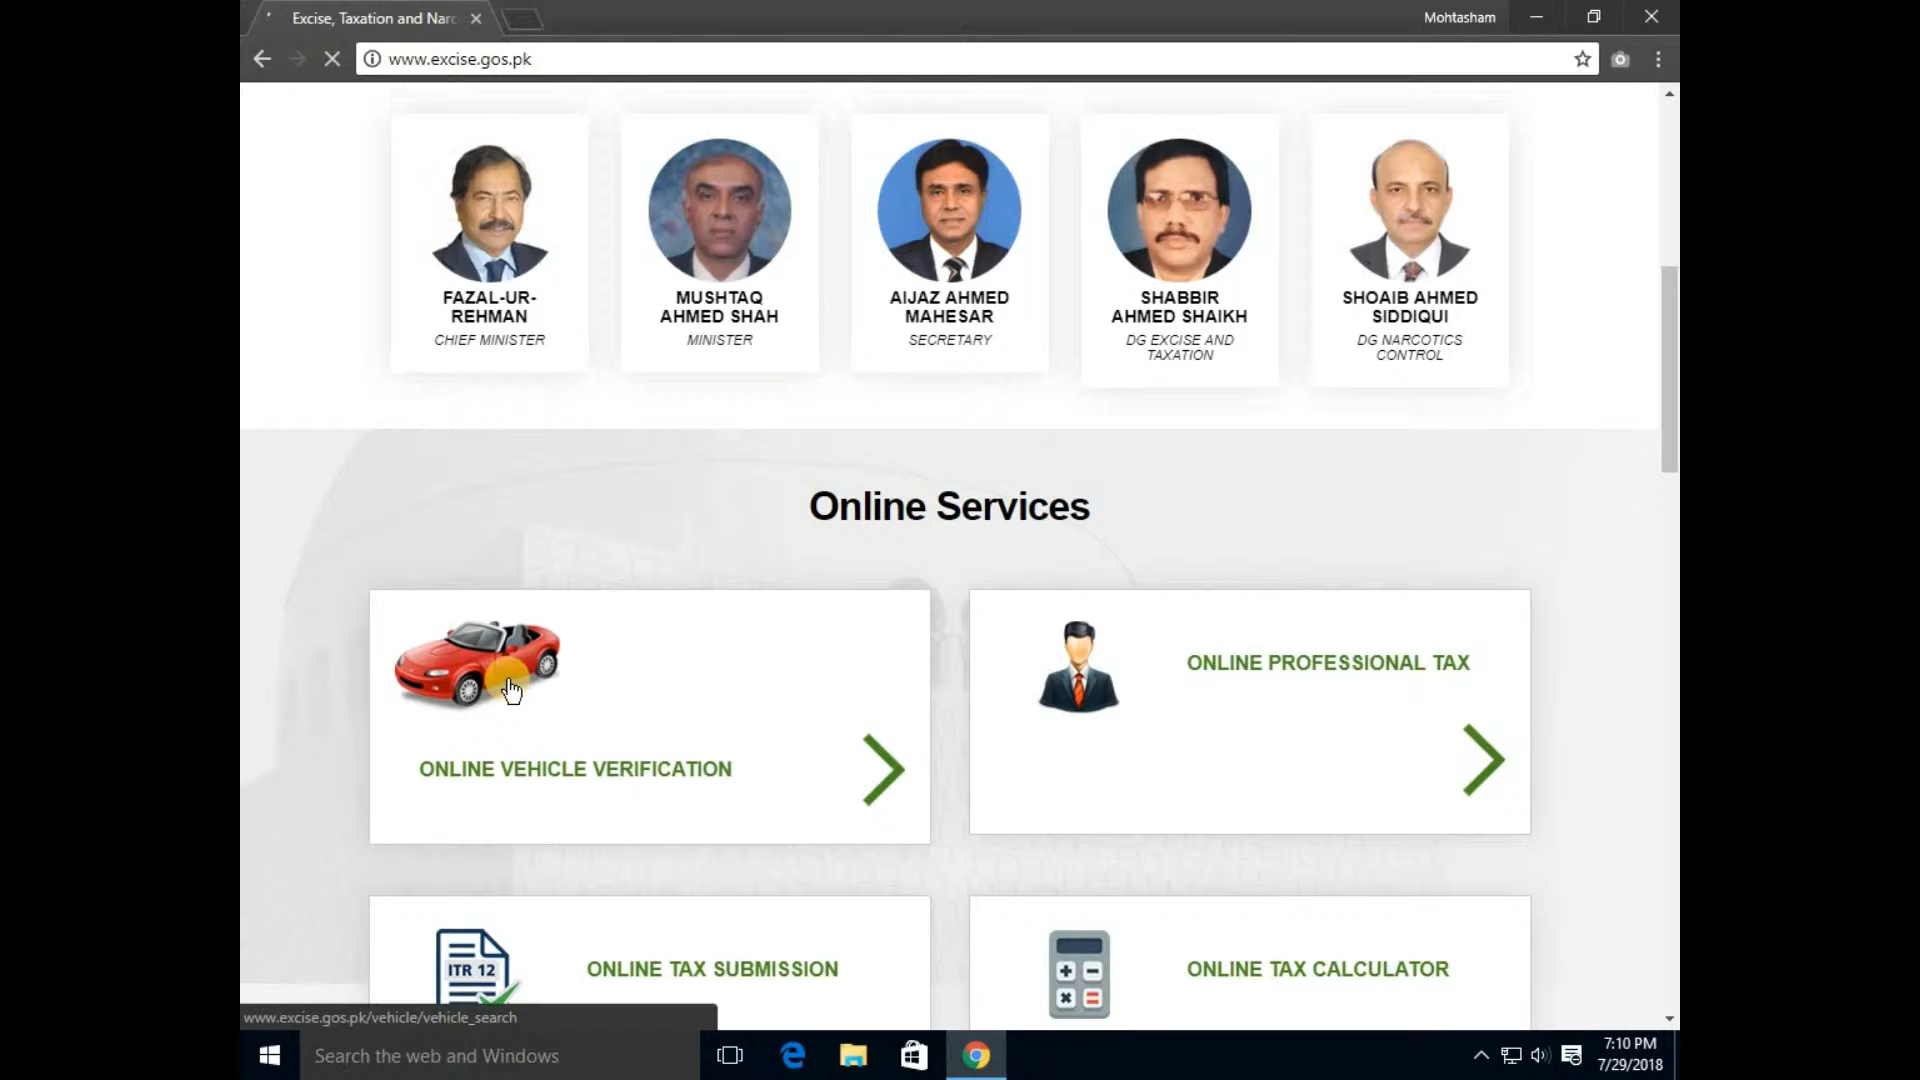 Excise, Taxation and Narc
Mohtasham
www.excise.gos.pk
FAZAL-UR-
REHMAN
CHIEF MINISTER
MUSHTAQ
AHMED SHAH
MINISTER
AIJAZ AHMED
MAHESAR
SECRETARY
SHABBIR
AHMED SHAIKH
DG EXCISE AND
TAXATION
SHOAIB AHMED
SIDDIQUI
DG NARCOTICS
CONTROL
Online Services
ONLINE VEHICLE VERIFICATION
ONLINE PROFESSIONAL TAX
ITR 12
ONLINE TAX SUBMISSION
ONLINE TAX CALCULATOR
www.excise.gos.pk/vehicle/vehicle_search
Search the web and Windows
7:10 PM
7/29/2018